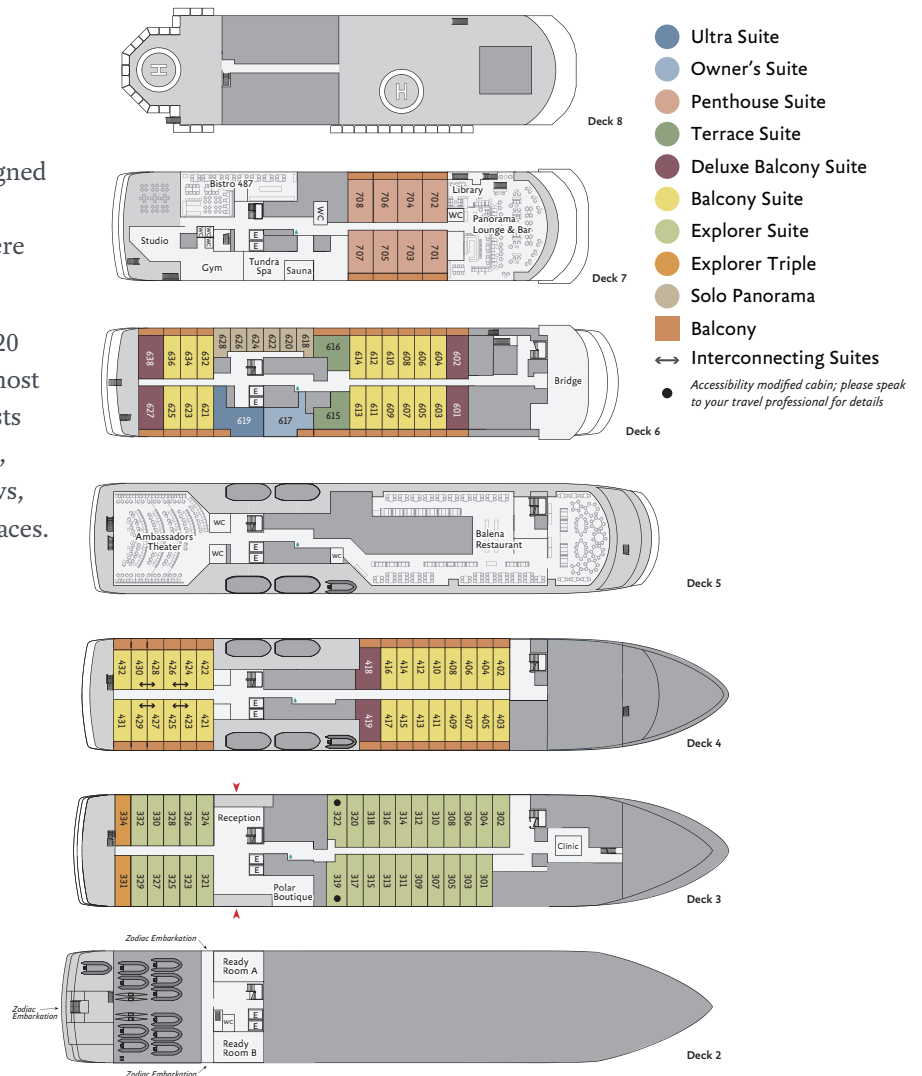 gned
ere
20
nost
sts
,
ws,
aces.
Ultra Suite
Owner's Suite
Penthouse Suite
Terrace Suite
Deluxe Balcony Suite
Balcony Suite
Explorer Suite
Explorer Triple
Solo Panorama
Balcony
Interconnecting Suites
Accessibility modified cabin; please speak
to your travel professional for details
H
H
Deck 8
Bistro 487
WC
708 706 704 702
Library
WC
Panorama
Lounge & Bar
Studio
WC
WC
WC
E
E
Gym
Tundra
Spa
Sauna
707 705 703 701
Deck 7
638 636 634 632 628 626 624 622 620 618 616 614 612 610 608 606 604 602
E
E
Bridge
627 625 623 621 619 617 615 613 611 609 607 605 603 601
Deck 6
Ambassadors
Theater
WC
WC
E
E
WC
Balena
Restaurant
Deck 5
432 430 428 426 424 422 418 416 414 412 410 408 406 404 402
E
E
431 429 427 425 423 421 419 417 415 413 411 409 407 405 403
Deck 4
334 332 330 328 326 324
Reception
322 320 318 316 314 312 310 308 306 304 302
Clinic
E
E
331 329 327 325 323 321
Polar
Boutique
319 317 315 313 311 309 307 305 303 301
Deck 3
Zodiac Embarkation
Ready
Room A
Zodiac
Embarkation
WC
E
E
Ready
Room B
Deck 2
Zodiac Embarkation